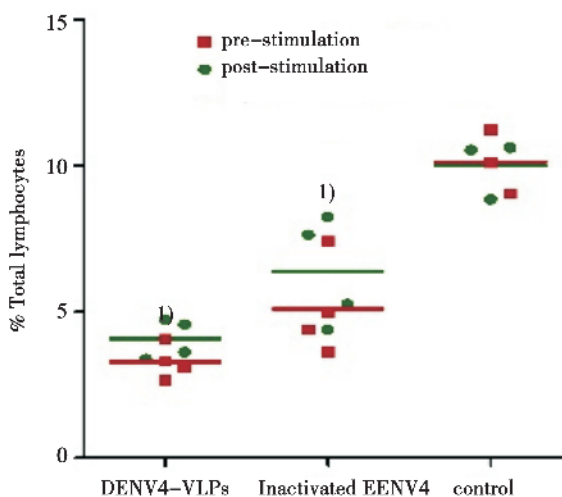 15
pre-stimulation
post-stimulation
% Total lymphocytes
10
1)
5
1)
0
DENV4-VLPs Inactivated EENV4 control